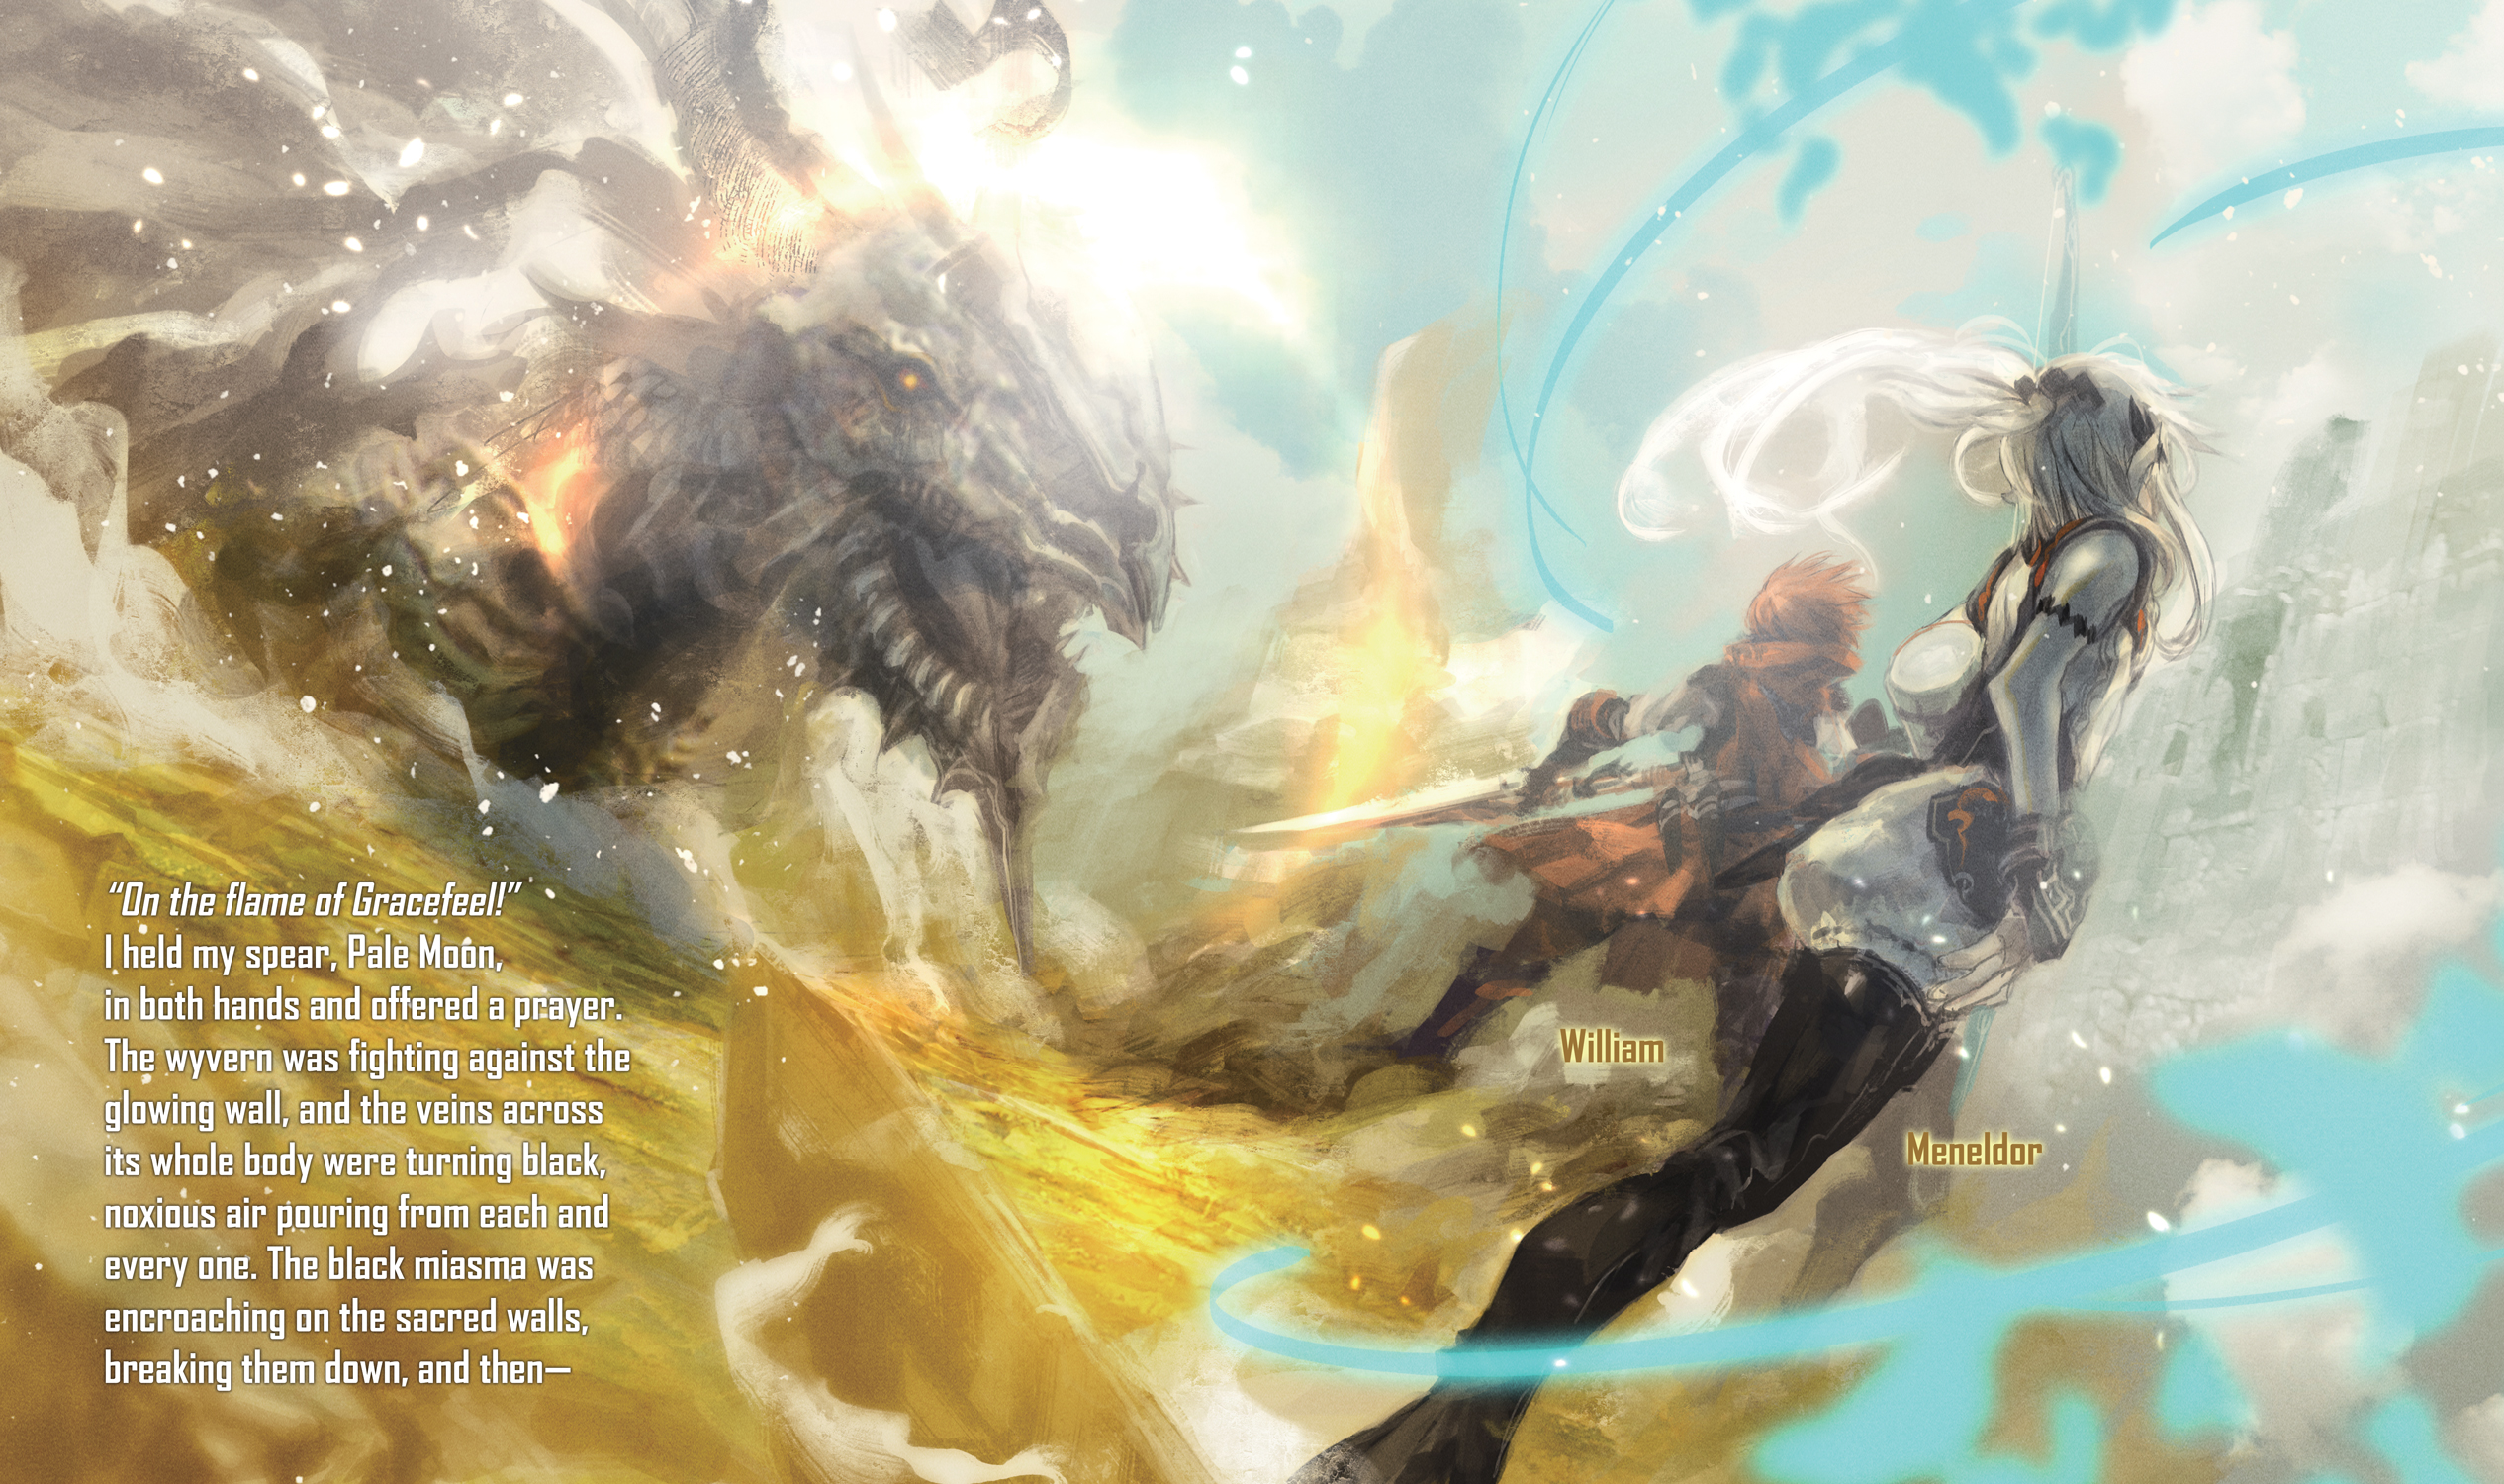 “On the flame of Gracefeel!”
I held my spear, Pale Moon,
in both hands and offered a prayer.
The wyvern was fighting against the
glowing wall, and the veins across
its whole body were turning black,
noxious air pouring from each and
every one. The black miasma was
encroaching on the sacred walls,
breaking them down, and then—
William
Meneldor